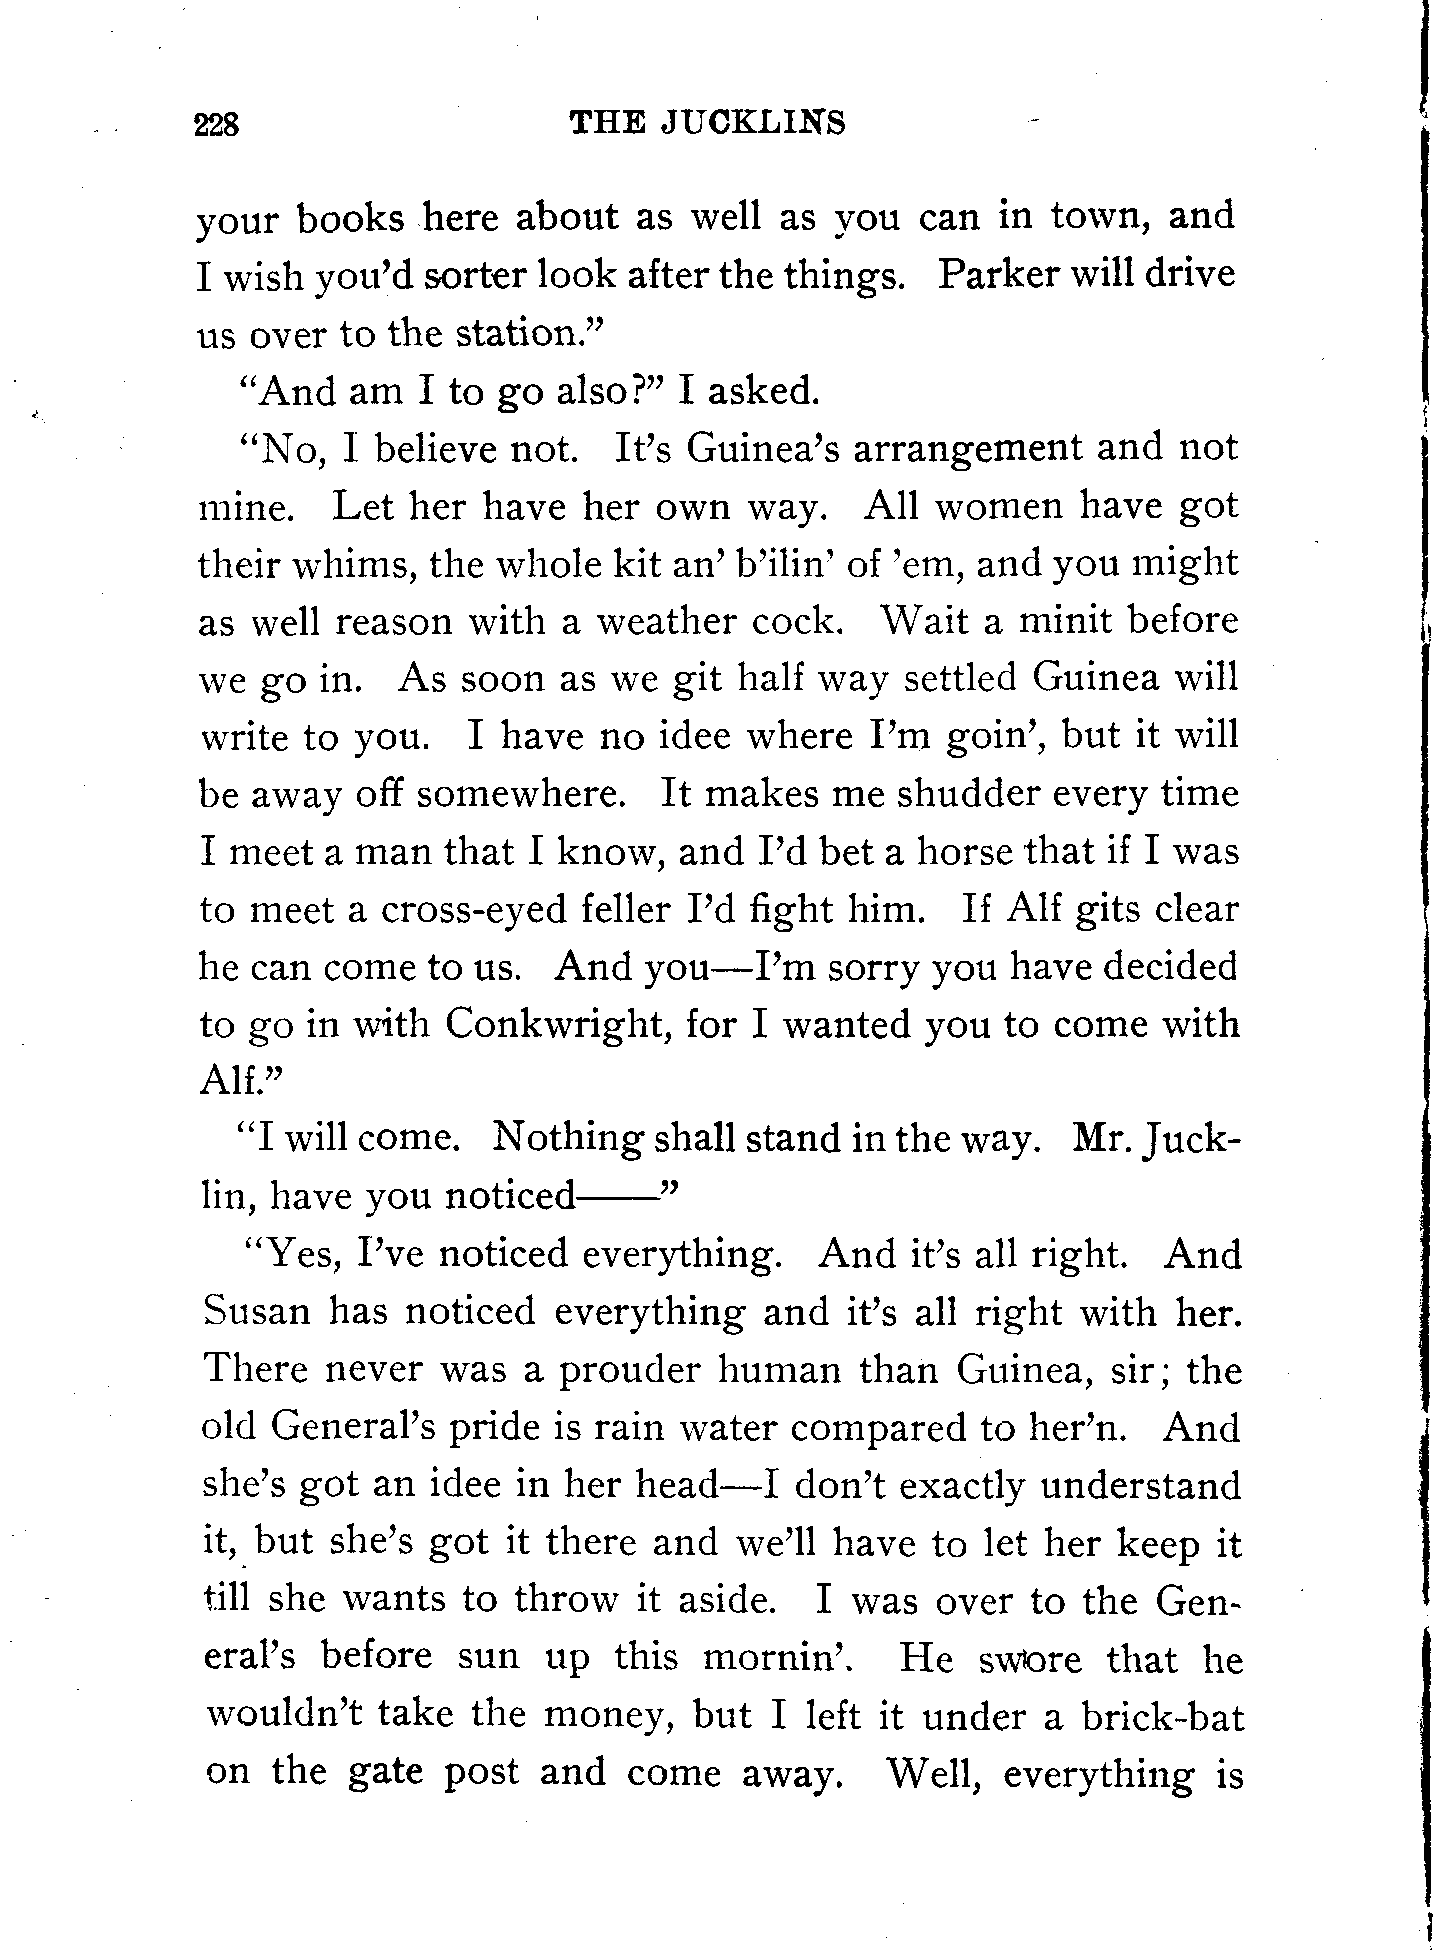 228 THE JUCKLINS
your books here about as well as you can in town, and
I wish you'd sorter look after the things. Parker will drive
us over to the station."
"And am I to go also?" I asked.
"No, I believe not. It's Guinea's arrangement and not
mine. Let her have her own way. All women have got
their whims, the whole kit an' b'ilin' of 'em, and you might
as well reason with a weather cock. Wait a minit before
we go in. As soon as we git half way settled Guinea will
write to you. I have no idee where I'm goin', but it will
be away off somewhere. It makes me shudder every time
I meet a man that I know, and I'd bet a horse that if I was
to meet a cross-eyed feller I'd fight him. If Alf gits clear
he can come to us. And you—I'm sorry you have decided
to go in with Conkwright, for I wanted you to come with
Alf."
"I will come. Nothing shall stand in the way. Mr. Juck-
lin, have you noticed——"
"Yes, I've noticed everything. And it's all right. And
Susan has noticed everything and it's all right with her.
There never was a prouder human than Guinea, sir; the
old General's pride is rain water compared to her'n. And
she's got an idee in her head—I don't exactly understand
it, but she's got it there and we'll have to let her keep it
till she wants to throw it aside. I was over to the Gen-
eral's before sun up this mornin'. He swore that he
wouldn't take the money, but I left it under a brick-bat
on the gate post and come away. Well, everything is